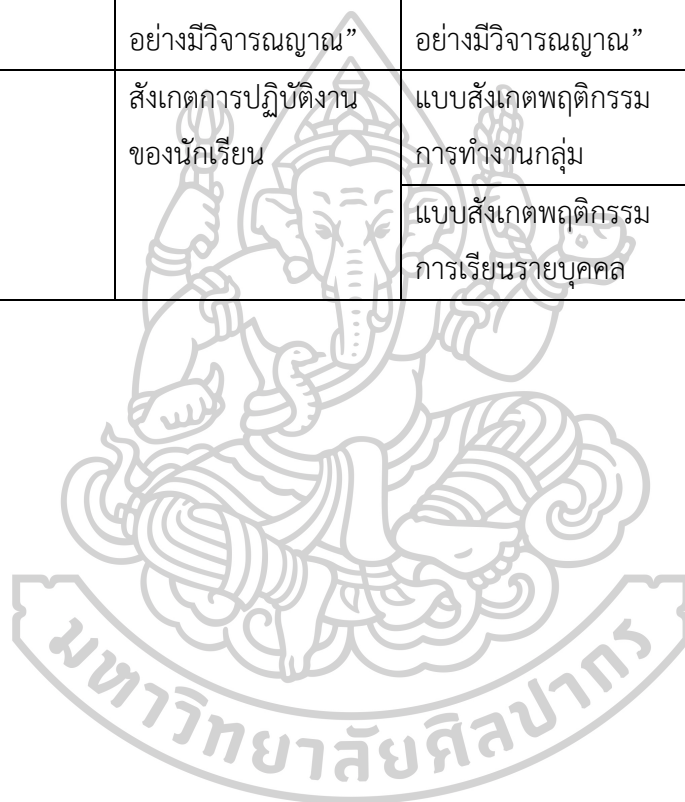 อย่างมีวิจารณญาณ” อย่างมีวิจารณญาณ”
สังเกตการปฏิบัติงาน แบบสังเกตพฤติกรรม
ของนักเรียน การทำงานกลุ่ม
แบบสังเกตพฤติกรรม
การเรียนรายบุคคล
มหาวิทยาลัยศิลปากร